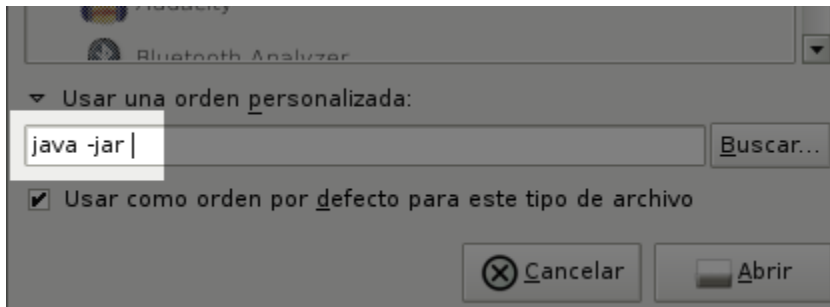 Audacity
Bluetooth Analyzer
Usar una orden personalizada:
java -jar
Buscar...
Usar como orden por defecto para este tipo de archivo
Cancelar
Abrir